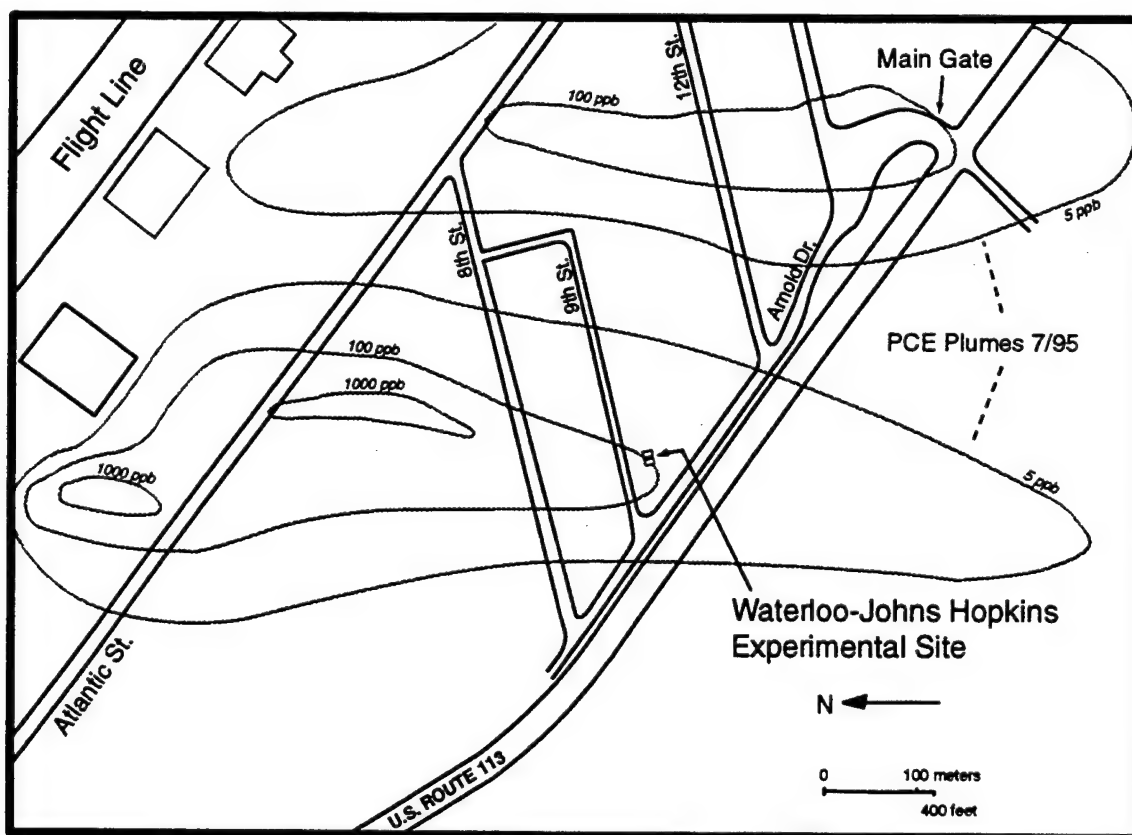 Flight Line
100 ppb
12th St.
Main Gate
5 ppb
8th St.
9th St.
Arnold Dr.
PCE Plumes 7/95
100 ppb
1000 ppb
1000 ppb
5 ppb
Waterloo-Johns Hopkins
Experimental Site
Atlantic St.
N
U.S. ROUTE 113
0 100 meters
400 feet